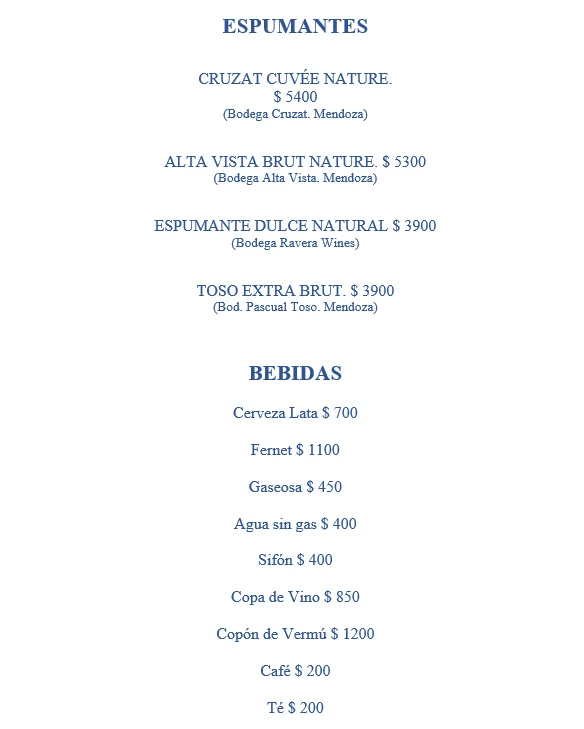 ESPUMANTES
CRUZAT CUVÉE NATURE.
$ 5400
(Bodega Cruzat. Mendoza)
ALTA VISTA BRUT NATURE. $ 5300
(Bodega Alta Vista. Mendoza)
ESPUMANTE DULCE NATURAL $ 3900
(Bodega Ravera Wines)
TOSO EXTRA BRUT. $ 3900
(Bod. Pascual Toso. Mendoza)
BEBIDAS
Cerveza Lata $ 700
Fernet $ 1100
Gaseosa $ 450
Agua sin gas $ 400
Sifón $ 400
Copa de Vino $ 850
Copón de Vermú $ 1200
Café $ 200
Té $ 200